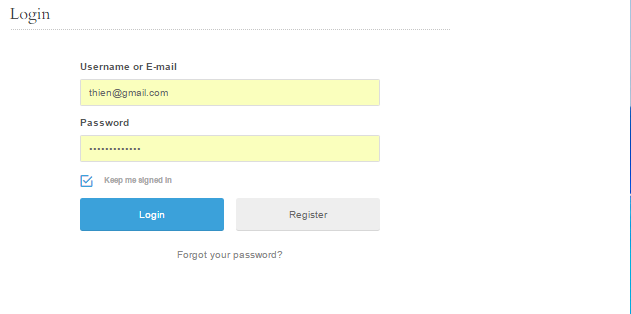 Login
Username or E-mail
thien@gmail.com
Password
•••••••••••••
Keep me signed in
Login Register
Forgot your password?